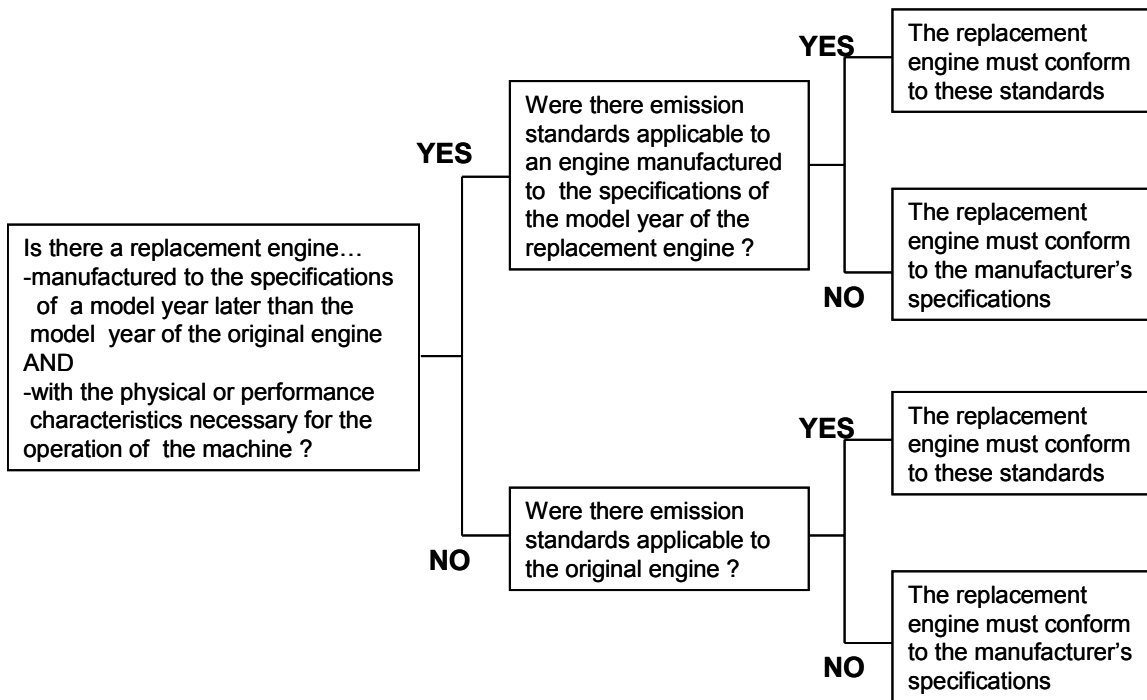 Is there a replacement engine…
-manufactured to the specifications
of a model year later than the
model year of the original engine
AND
-with the physical or performance
characteristics necessary for the
operation of the machine ?
YES
Were there emission
standards applicable to
an engine manufactured
to the specifications of
the model year of the
replacement engine ?
YES
The replacement
engine must conform
to these standards
NO
The replacement
engine must conform
to the manufacturer’s
specifications
NO
Were there emission
standards applicable to
the original engine ?
YES
The replacement
engine must conform
to these standards
NO
The replacement
engine must conform
to the manufacturer’s
specifications